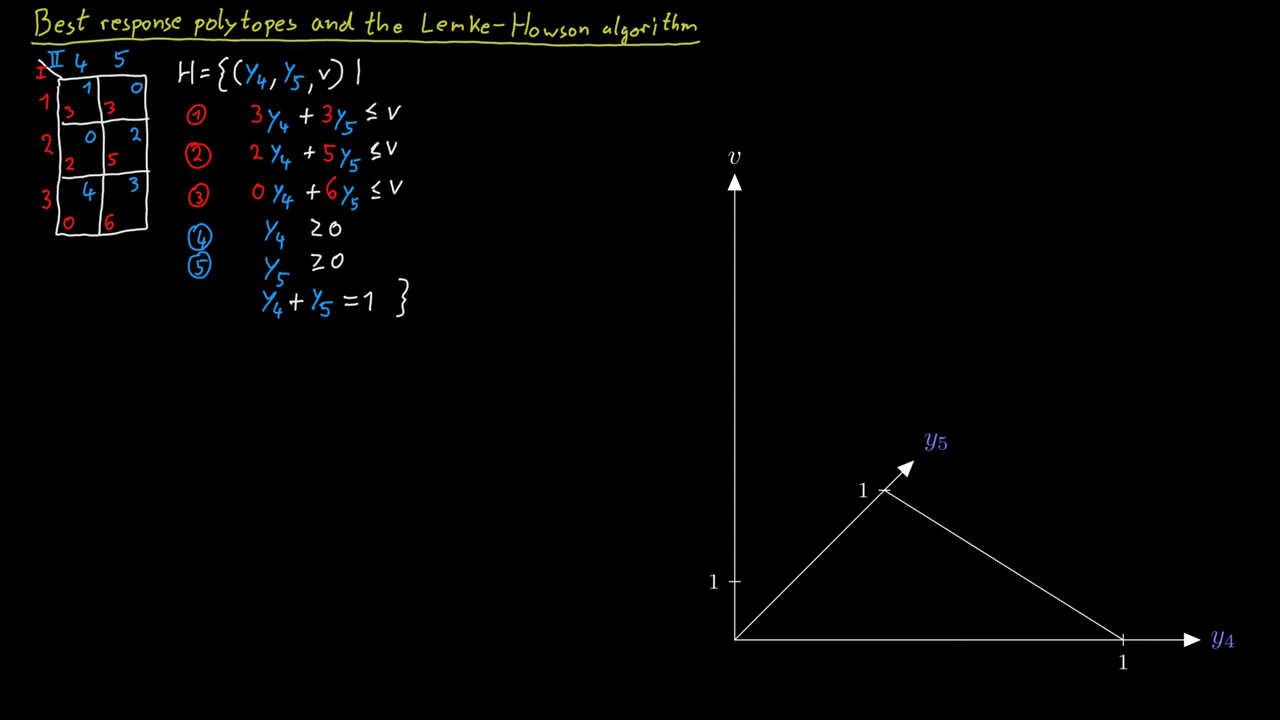 Best response polytopes and the Lemke-Howson algorithm
II 4 5
I
1 1 0
3 3
2 0 2
2 5
3 4 3
0 6
H={(y₄, y₅, v) |
① 3y₄ + 3y₅ ≤ v
② 2y₄ + 5y₅ ≤ v
③ 0y₄ + 6y₅ ≤ v
④ y₄ ≥ 0
⑤ y₅ ≥ 0
y₄ + y₅ = 1 }
v
y₅
1
1
y₄
1